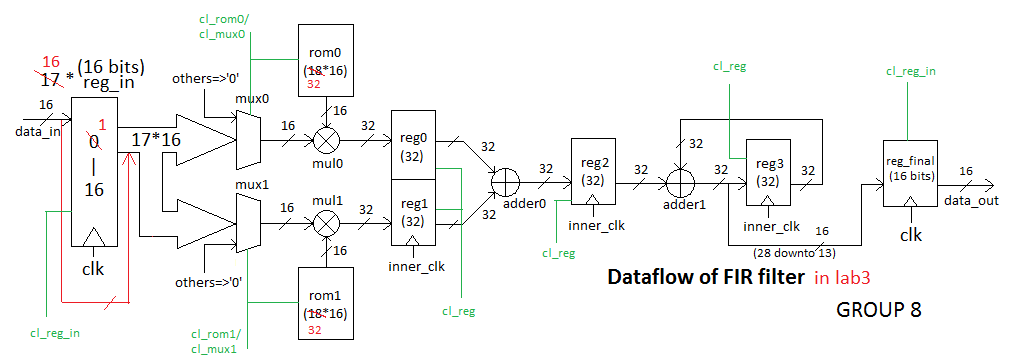 cl_rom0/
cl_mux0
rom0
(18*16)
32
16
17 * (16 bits)
reg_in
others=>'0'
mux0
16
data_in
1
0
|
16
17*16
16
16
mul0
32
reg0
(32)
32
cl_reg
cl_reg_in
32
adder0
32
reg2
(32)
inner_clk
32
32
adder1
32
reg3
(32)
32
inner_clk
reg_final
(16 bits)
16
data_out
clk
mux1
16
mul1
32
reg1
(32)
32
inner_clk
cl_reg
cl_reg
16
(28 downto 13)
clk
others=>'0'
16
rom1
(18*16)
32
cl_reg_in
cl_rom1/
cl_mux1
Dataflow of FIR filter in lab3
GROUP 8